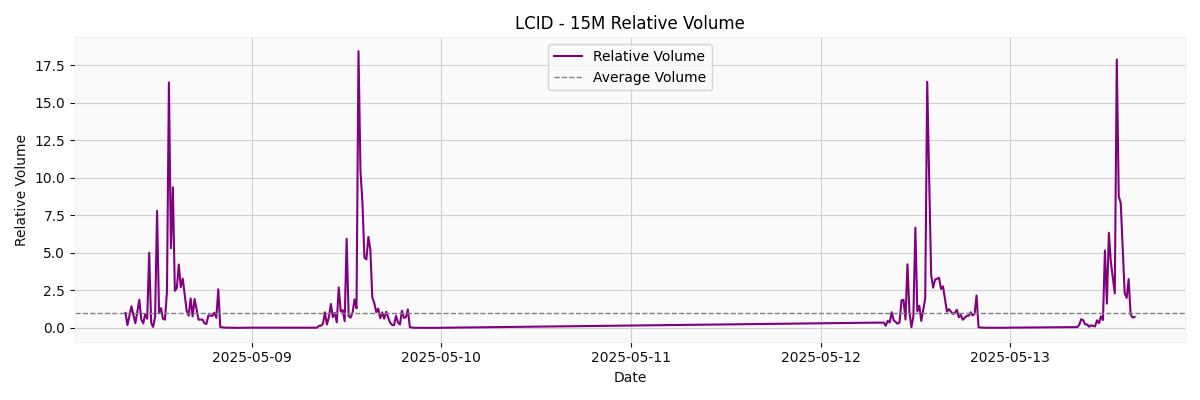 LCID - 15M Relative Volume
Relative Volume
Average Volume
17.5
15.0
12.5
10.0
7.5
5.0
2.5
0.0
Relative Volume
2025-05-09
2025-05-10
2025-05-11
2025-05-12
2025-05-13
Date